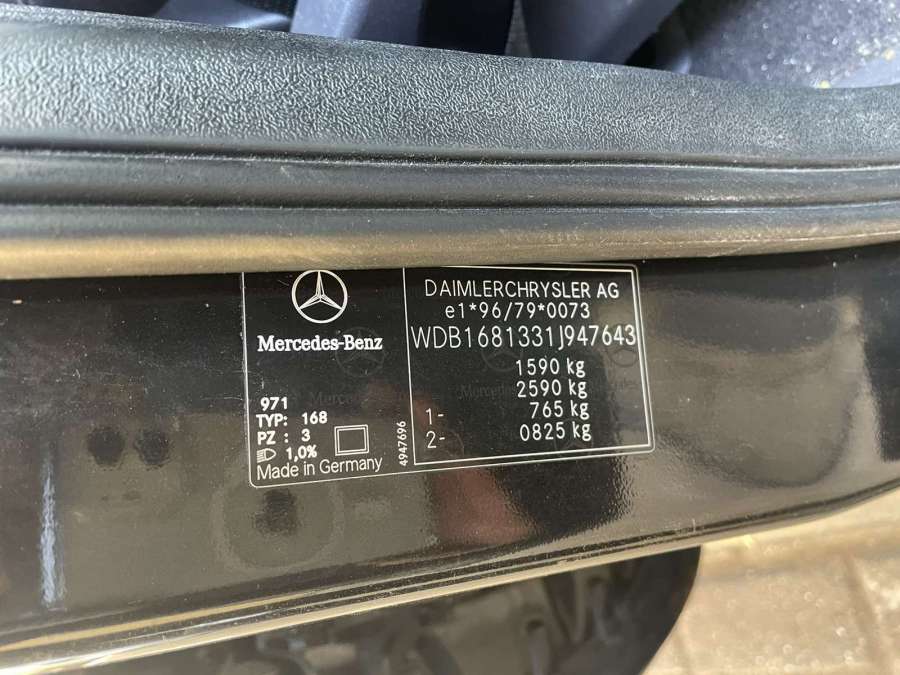 Mercedes-Benz
971
TYP: 168
PZ : 3
1,0%
Made in Germany
4947696
DAIMLERCHRYSLER AG
e1*96/79*0073
WDB1681331J947643
1590 kg
2590 kg
1- 765 kg
2- 0825 kg